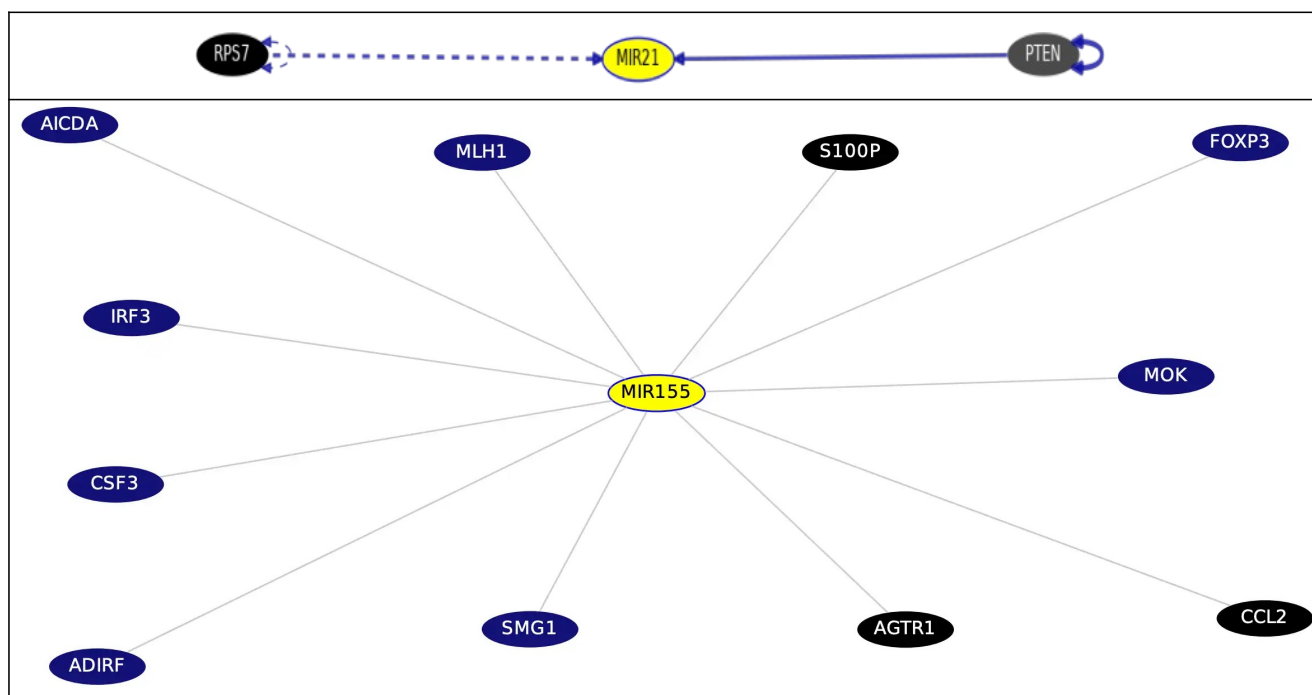 RPS7
MIR21
PTEN
AICDA
MLH1
S100P
FOXP3
IRF3
MOK
MIR155
CSF3
SMG1
AGTR1
CCL2
ADIRF